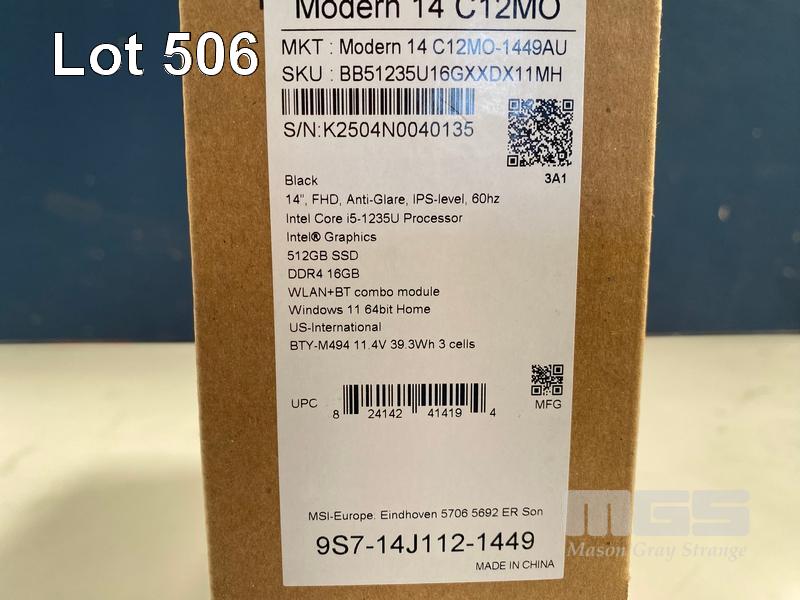 Modern 14 C12MO
Lot 506
MKT : Modern 14 C12MO-1449AU
SKU : BB51235U16GXXDX11MH
S/N:K2504N0040135
3A1
Black
14", FHD, Anti-Glare, IPS-level, 60hz
Intel Core i5-1235U Processor
Intel® Graphics
512GB SSD
DDR4 16GB
WLAN+BT combo module
Windows 11 64bit Home
US-International
BTY-M494 11.4V 39.3Wh 3 cells
UPC
8 24142 41419 4
MFG
MSI-Europe. Eindhoven 5706 5692 ER Son
9S7-14J112-1449
MADE IN CHINA
MGS
Mason Gray Strange